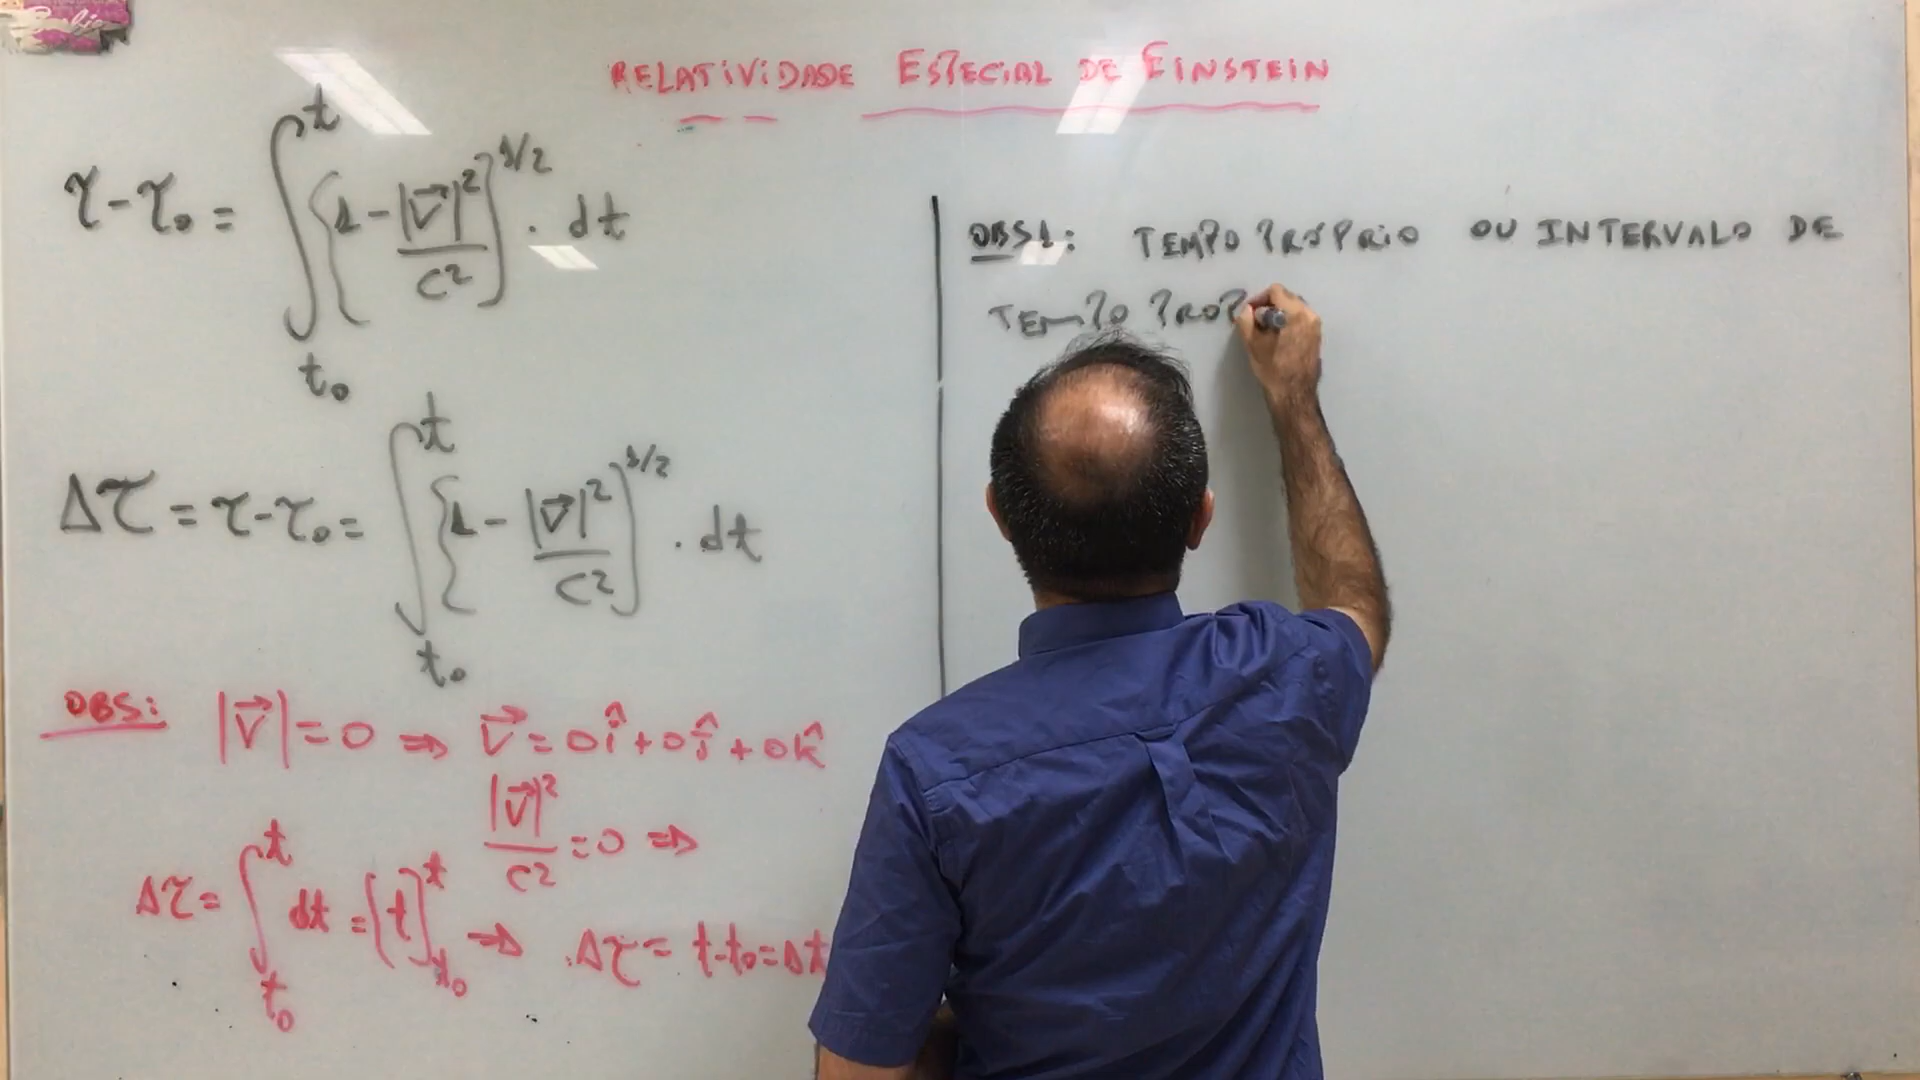 RELATIVIDADE ESPECIAL DE EINSTEIN
τ-τ₀ = ∫_{t₀}^{t} {1 - |v⃗|²/c²}^{1/2} . dt
Δτ = τ-τ₀ = ∫_{t₀}^{t} {1 - |v⃗|²/c²}^{1/2} . dt
OBS: |v⃗| = 0 ⇒ v⃗ = 0î + 0ĵ + 0k̂
|v⃗|²/c² = 0 ⇒
Δτ = ∫_{t₀}^{t} dt = [t]_{t₀}^{t} ⇒ Δτ = t-t₀ = Δt
OBS1: TEMPO PRÓPRIO OU INTERVALO DE
TEMPO PROP